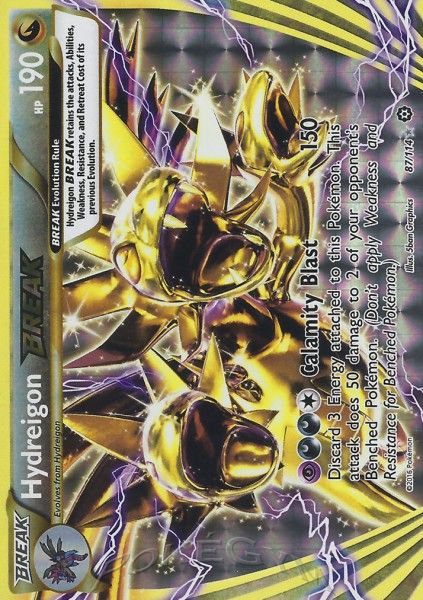 BREAK
Hydreigon BREAK
HP 190
Evolves from Hydreigon
BREAK Evolution Rule
Hydreigon BREAK retains the attacks, Abilities,
Weakness, Resistance, and Retreat Cost of its
previous Evolution.
Calamity Blast 150
Discard 3 Energy attached to this Pokémon. This
attack does 50 damage to 2 of your opponent's
Benched Pokémon. (Don't apply Weakness and
Resistance for Benched Pokémon.)
Illus. 5ban Graphics
©2016 Pokémon
87/114